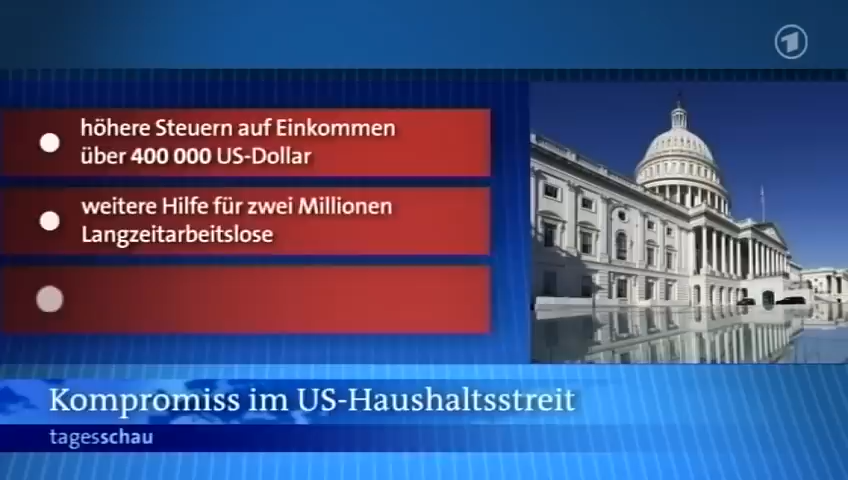 1
höhere Steuern auf Einkommen
über 400 000 US-Dollar
weitere Hilfe für zwei Millionen
Langzeitarbeitslose
Kompromiss im US-Haushaltsstreit
tagesschau